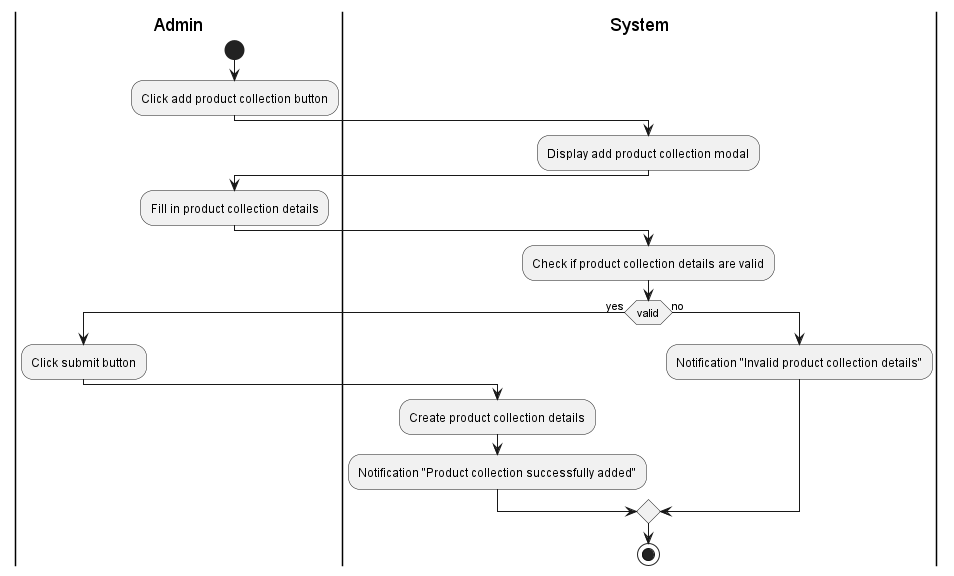 Admin
System
Click add product collection button
Display add product collection modal
Fill in product collection details
Check if product collection details are valid
yes
valid
no
Click submit button
Notification "Invalid product collection details"
Create product collection details
Notification "Product collection successfully added"